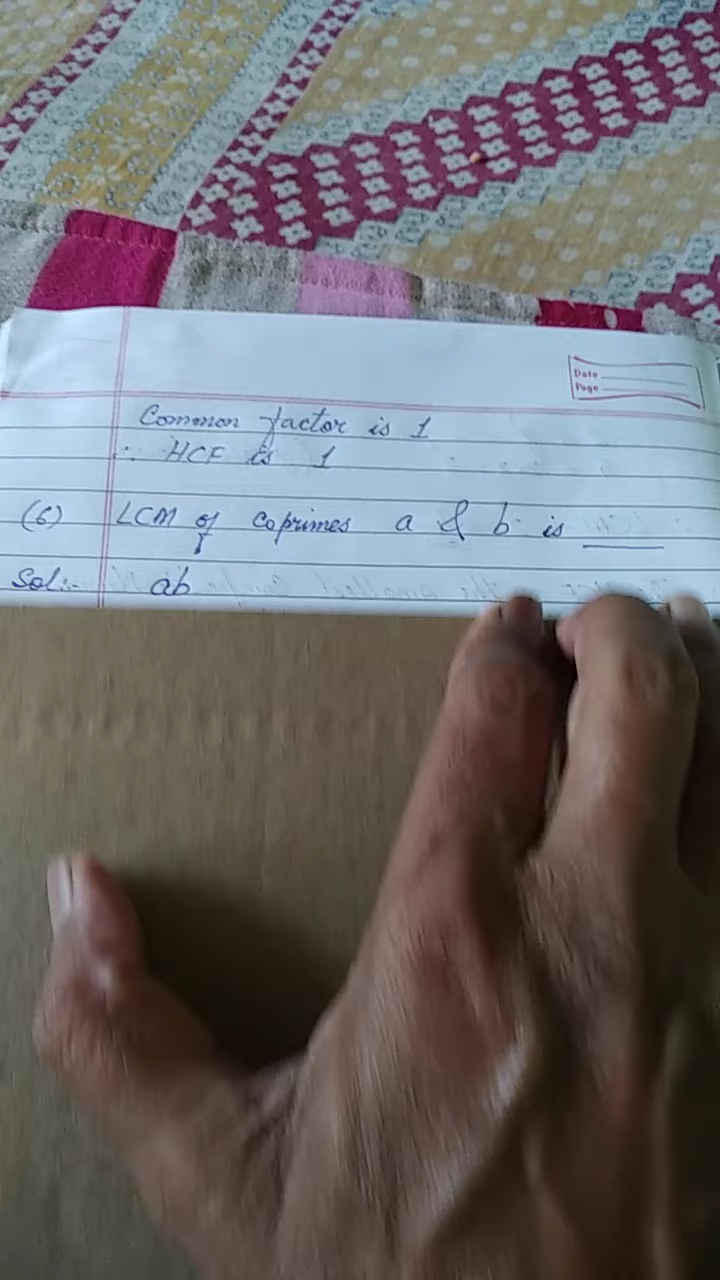 Date
Page
Common factor is 1
∴ HCF is 1
(6) LCM of coprimes a & b is ____
Sol:- ab